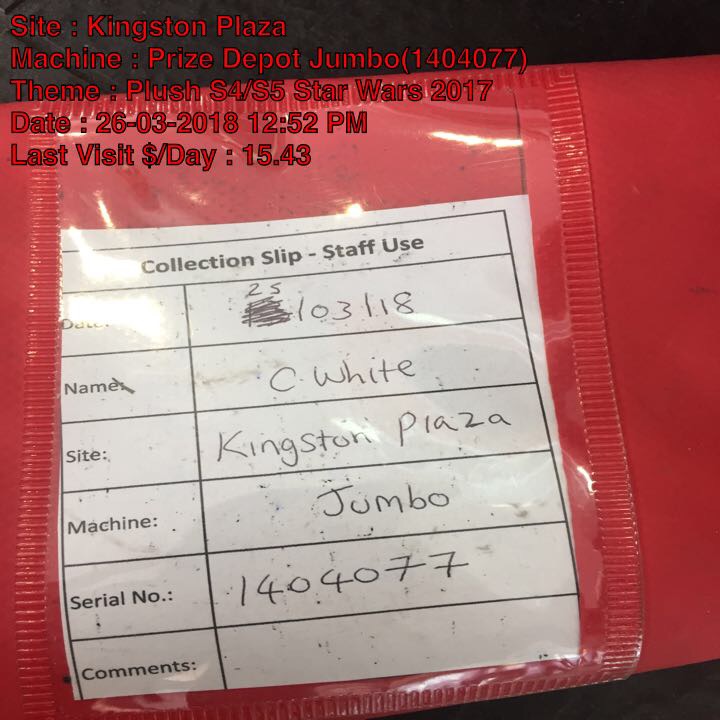 Site : Kingston Plaza
Machine : Prize Depot Jumbo(1404077)
Theme : Plush S4/S5 Star Wars 2017
Date : 26-03-2018 12:52 PM
Last Visit $/Day : 15.43
Collection Slip - Staff Use
Date: 25/03/18
Name: C White
Site: Kingston Plaza
Machine: Jumbo
Serial No.: 1404077
Comments: